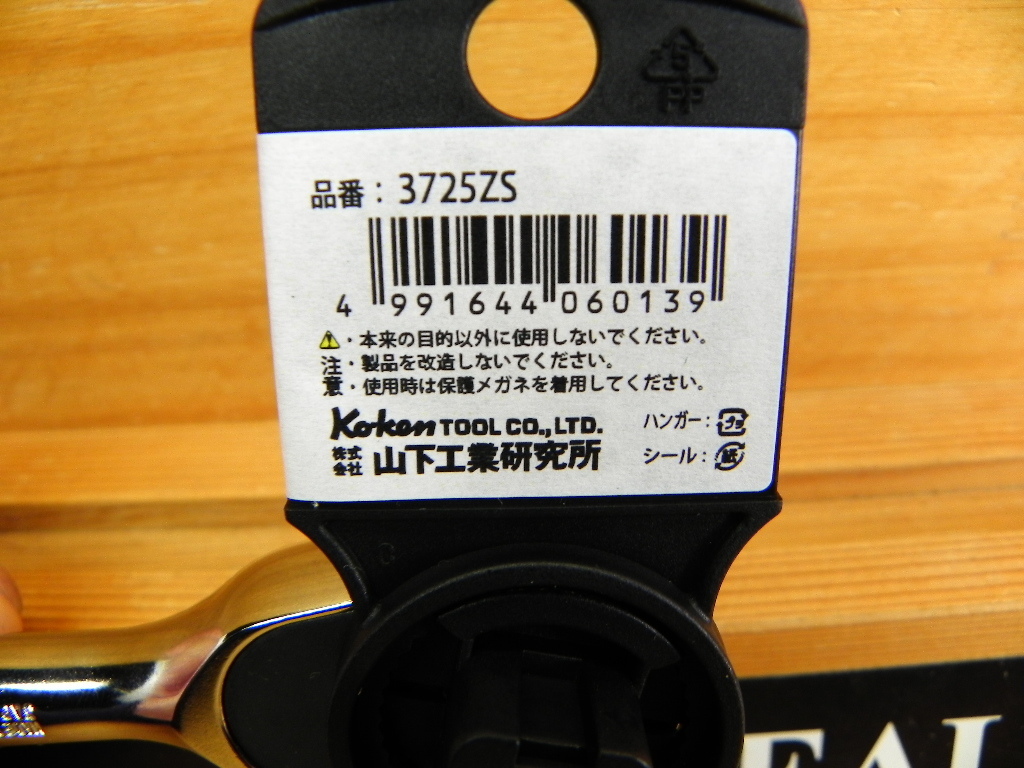 PP
品番：3725ZS
4 991644 060139
・本来の目的以外に使用しないでください。
注・製品を改造しないでください。
意・使用時は保護メガネを着用してください。
Koken TOOL CO., LTD.
株式会社 山下工業研究所
ハンガー：プラ
シール：紙
EAL